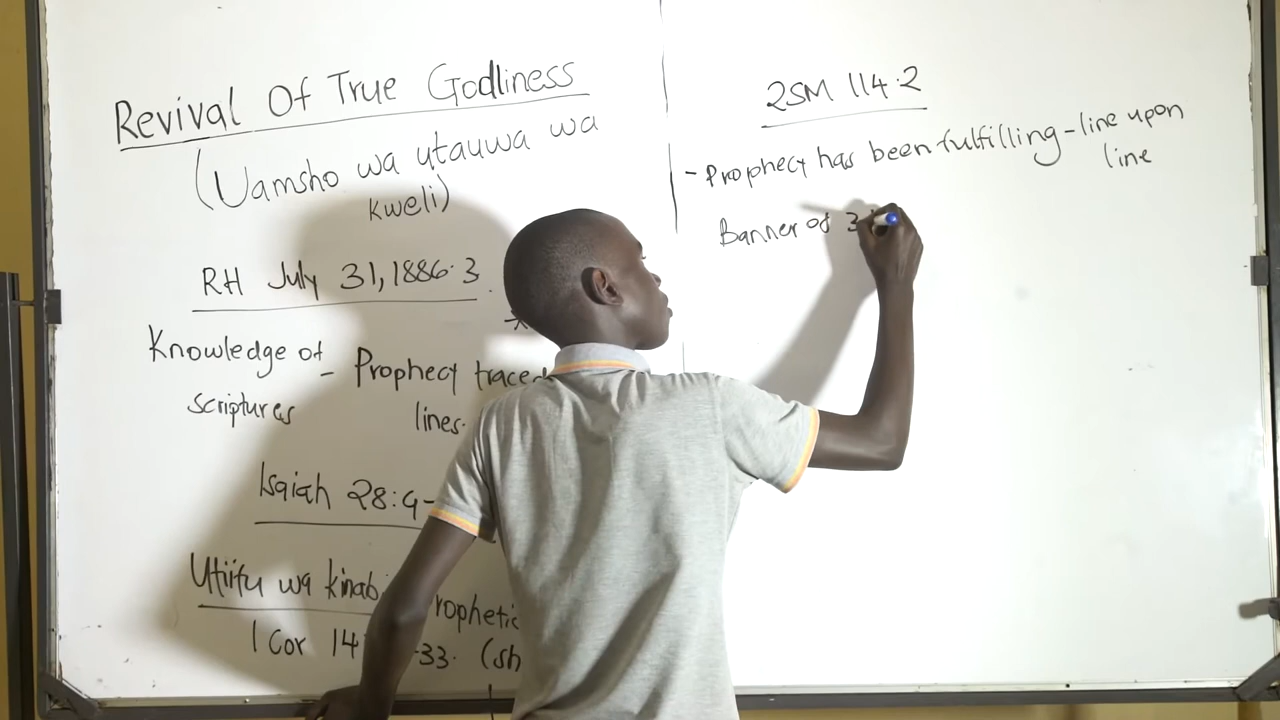 Revival Of True Godliness
(Uamsho wa utauwa wa
kweli)
RH July 31, 1886.3.
Knowledge of - Prophecy traced
scriptures lines.
Isaiah 28:9-
Utiifu wa kinab rophetic
1 Cor 14 -33. (sh
2SM 114.2
- Prophecy has been fulfilling - line upon
line
Banner of 3